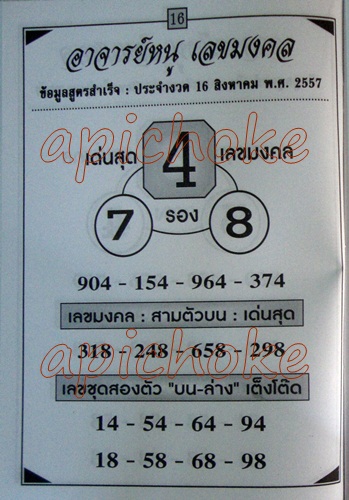 16
อาจารย์หนู เลขมงคล
ข้อมูลสูตรสำเร็จ : ประจำงวด 16 สิงหาคม พ.ศ. 2557
apichoke
เด่นสุด 4 เลขมงคล
7 รอง 8
apichoke
904 - 154 - 964 - 374
เลขมงคล : สามตัวบน : เด่นสุด
318 - 248 - 658 - 298
apichoke
เลขชุดสองตัว "บน-ล่าง" เต็งโต๊ด
14 - 54 - 64 - 94
18 - 58 - 68 - 98